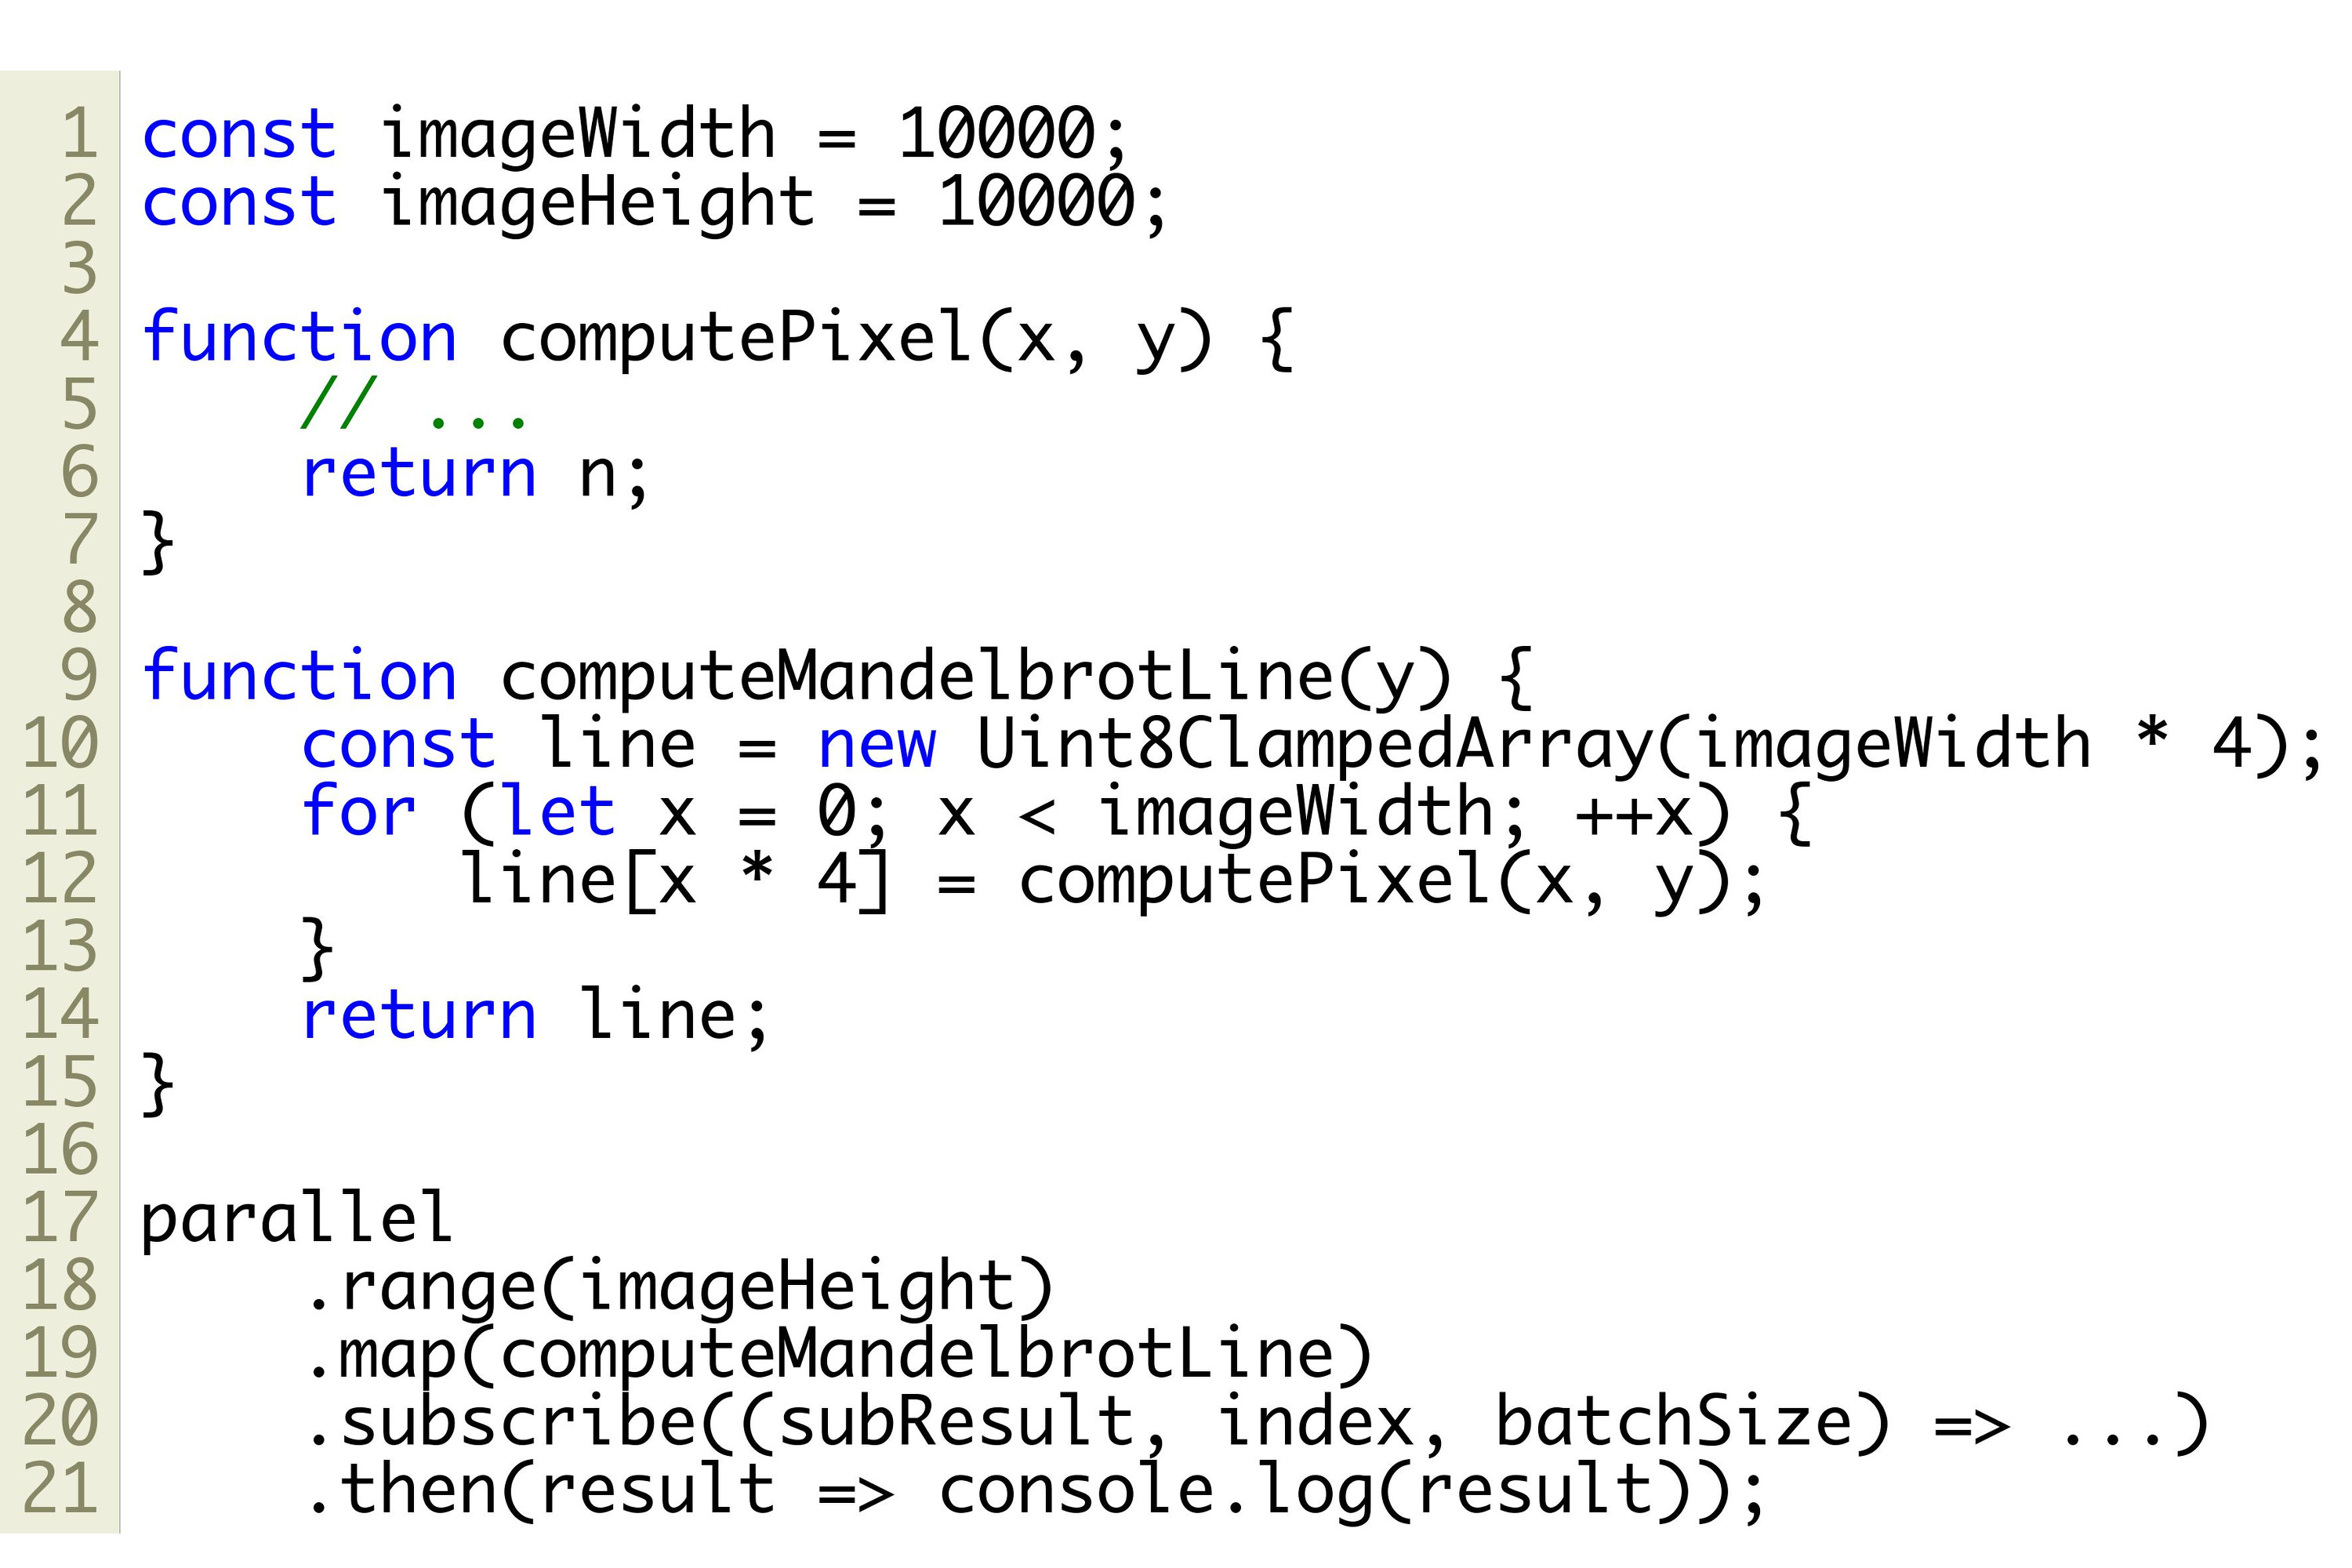 1 const imageWidth = 10000;
2 const imageHeight = 10000;
3
4 function computePixel(x, y) {
5     // ...
6     return n;
7 }
8
9 function computeMandelbrotLine(y) {
10     const line = new Uint8ClampedArray(imageWidth * 4);
11     for (let x = 0; x < imageWidth; ++x) {
12         line[x * 4] = computePixel(x, y);
13     }
14     return line;
15 }
16
17 parallel
18     .range(imageHeight)
19     .map(computeMandelbrotLine)
20     .subscribe((subResult, index, batchSize) => ...)
21     .then(result => console.log(result));